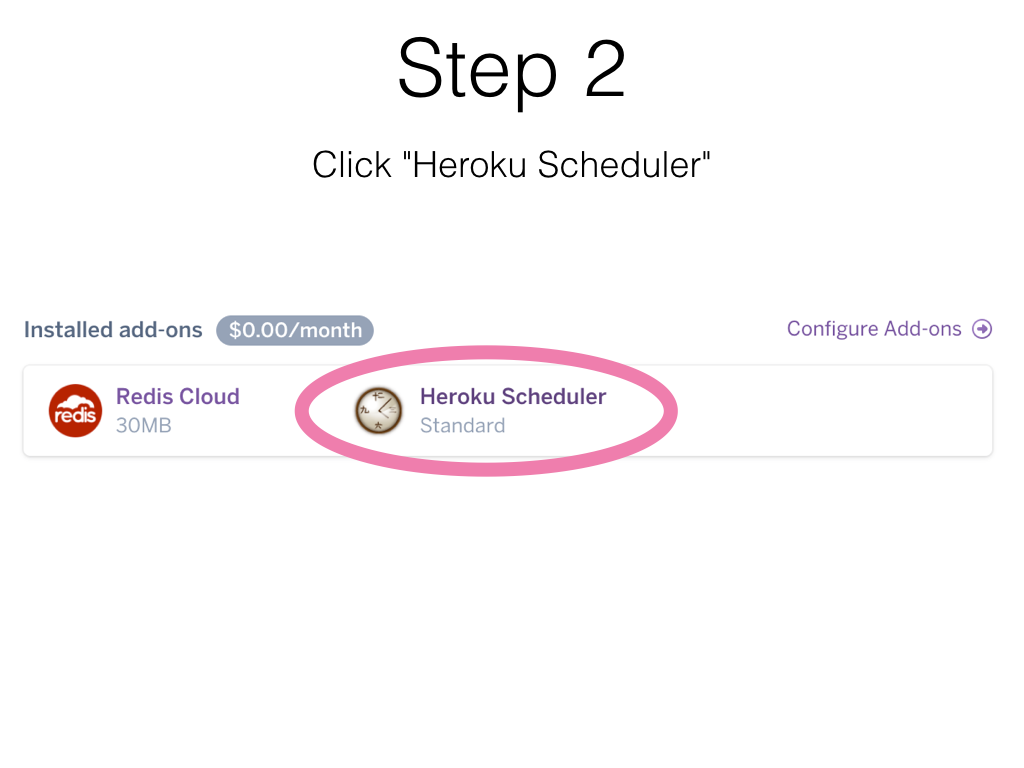 Step 2
Click "Heroku Scheduler"
Installed add-ons $0.00/month Configure Add-ons
Redis Cloud Heroku Scheduler
redis 30MB Standard